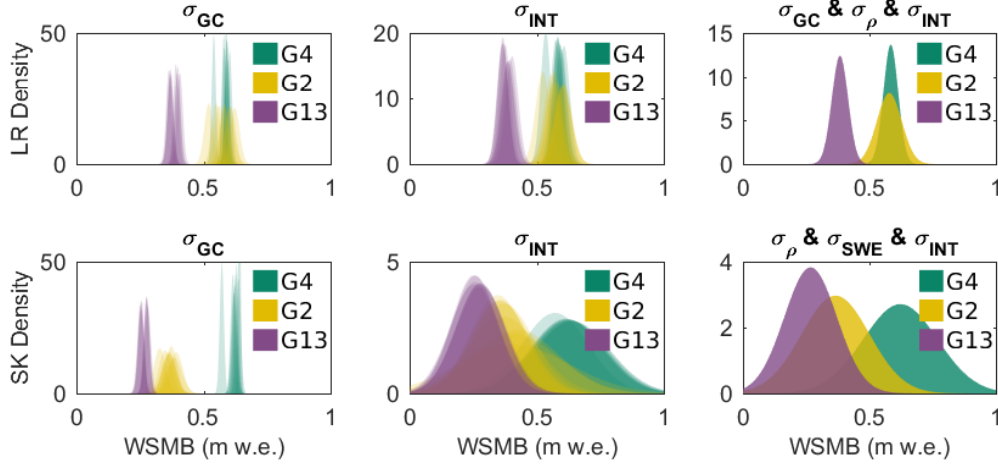 σGC
σINT
σGC & σρ & σINT
LR Density
50
0
0
0.5
1
G4
G2
G13
20
10
0
0
0.5
1
G4
G2
G13
15
10
5
0
0
0.5
1
G4
G2
G13
σGC
σINT
σρ & σSWE & σINT
SK Density
50
0
0
0.5
1
G4
G2
G13
WSMB (m w.e.)
5
0
0
0.5
1
G4
G2
G13
WSMB (m w.e.)
4
2
0
0
0.5
1
G4
G2
G13
WSMB (m w.e.)